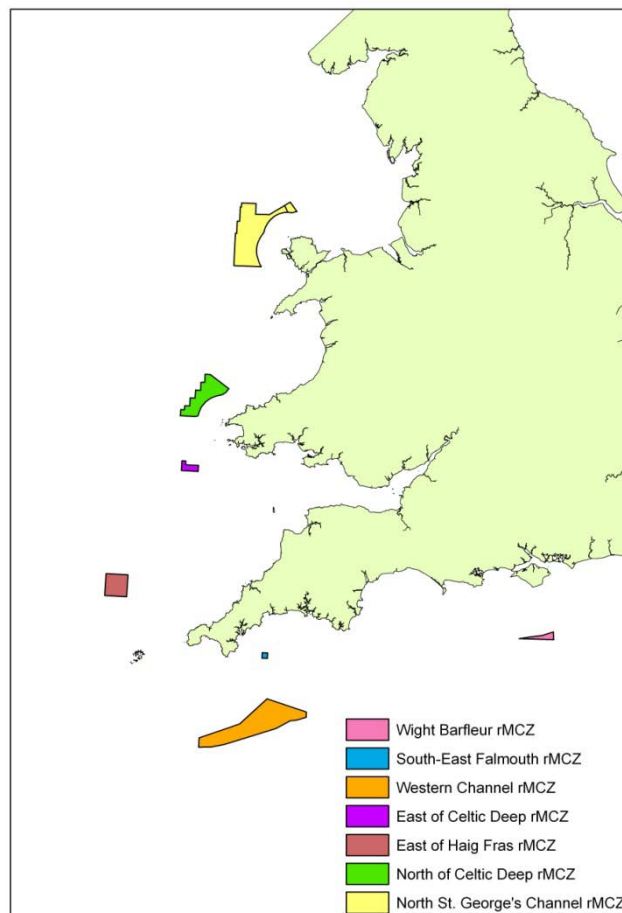 Wight Barfleur rMCZ
South-East Falmouth rMCZ
Western Channel rMCZ
East of Celtic Deep rMCZ
East of Haig Fras rMCZ
North of Celtic Deep rMCZ
North St. George's Channel rMCZ